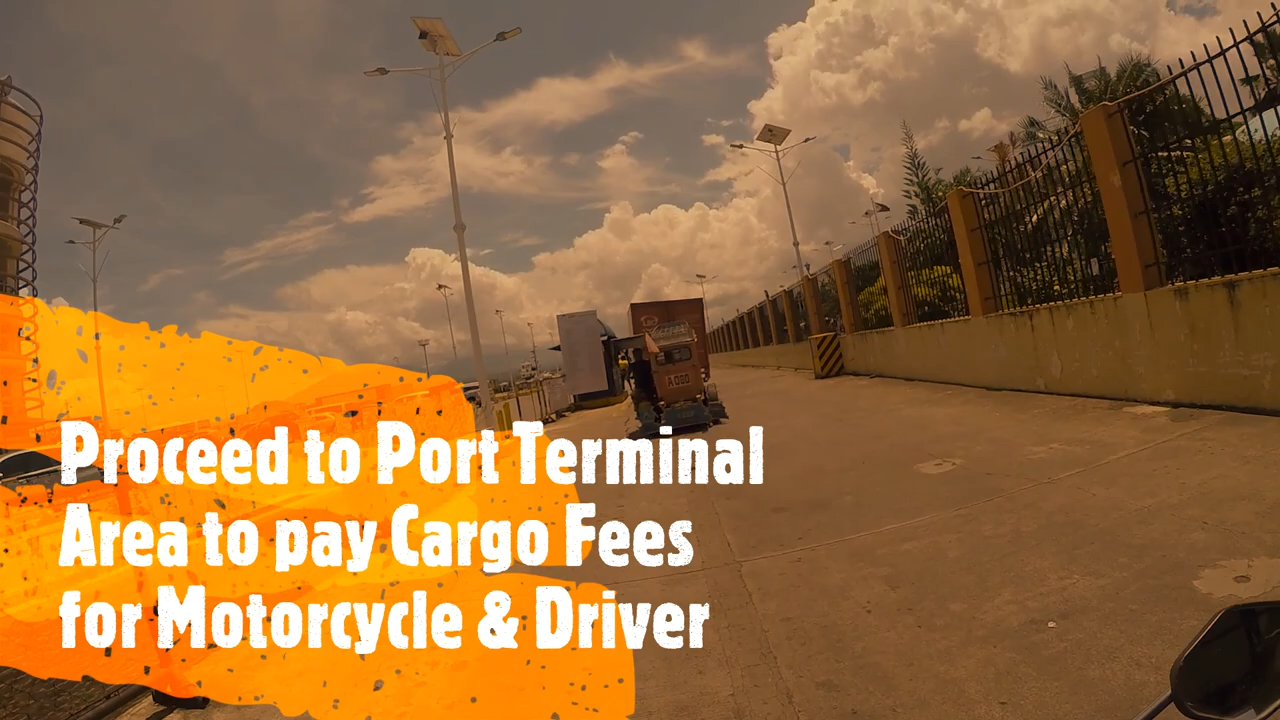 Proceed to Port Terminal
Area to pay Cargo Fees
for Motorcycle & Driver